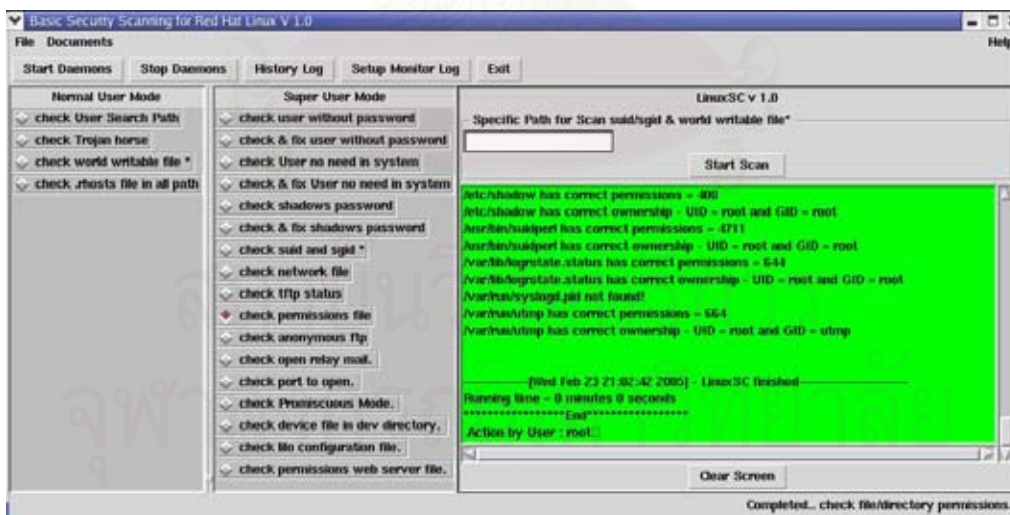 Basic Security Scanning for Red Hat Linux V 1.0
File Documents Help
Start Daemons Stop Daemons History Log Setup Monitor Log Exit
Normal User Mode
check User Search Path
check Trojan horse
check world writable file *
check .rhosts file in all path
Super User Mode
check user without password
check & fix user without password
check User no need in system
check & fix User no need in system
check shadows password
check & fix shadows password
check suid and sgid *
check network file
check tftp status
check permissions file
check anonymous ftp
check open relay mail.
check port to open.
check Promiscuous Mode.
check device file in dev directory.
check lilo configuration file.
check permissions web server file.
LinuxSC v 1.0
Specific Path for Scan suid/sgid & world writable file*
Start Scan
/etc/shadow has correct permissions = 400
/etc/shadow has correct ownership - UID = root and GID = root
/usr/bin/suidperl has correct permissions = 4711
/usr/bin/suidperl has correct ownership - UID = root and GID = root
/var/lib/logrotate.status has correct permissions = 644
/var/lib/logrotate.status has correct ownership - UID = root and GID = root
/var/run/syslogd.pid not found!
/var/run/utmp has correct permissions = 664
/var/run/utmp has correct ownership - UID = root and GID = utmp
[Wed Feb 23 21:02:42 2005] - LinuxSC finished
Running time = 0 minutes 0 seconds
*****************End*****************
Action by User : root
Clear Screen
Completed... check file/directory permissions.